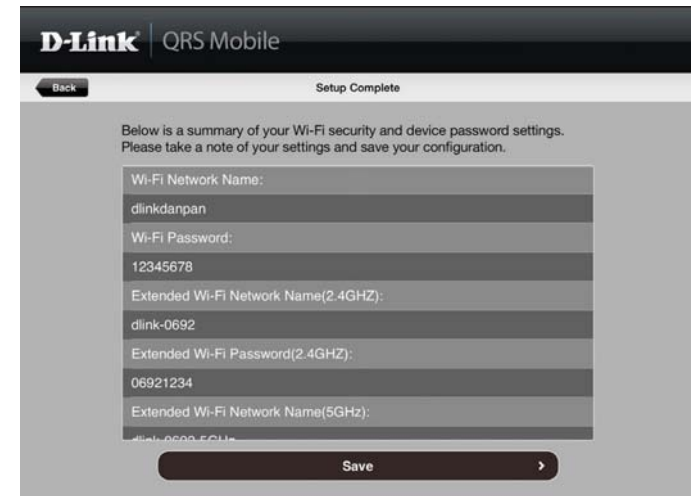 D-Link QRS Mobile
Back Setup Complete
Below is a summary of your Wi-Fi security and device password settings.
Please take a note of your settings and save your configuration.
Wi-Fi Network Name:
dlinkdanpan
Wi-Fi Password:
12345678
Extended Wi-Fi Network Name(2.4GHZ):
dlink-0692
Extended Wi-Fi Password(2.4GHZ):
06921234
Extended Wi-Fi Network Name(5GHz):
Save